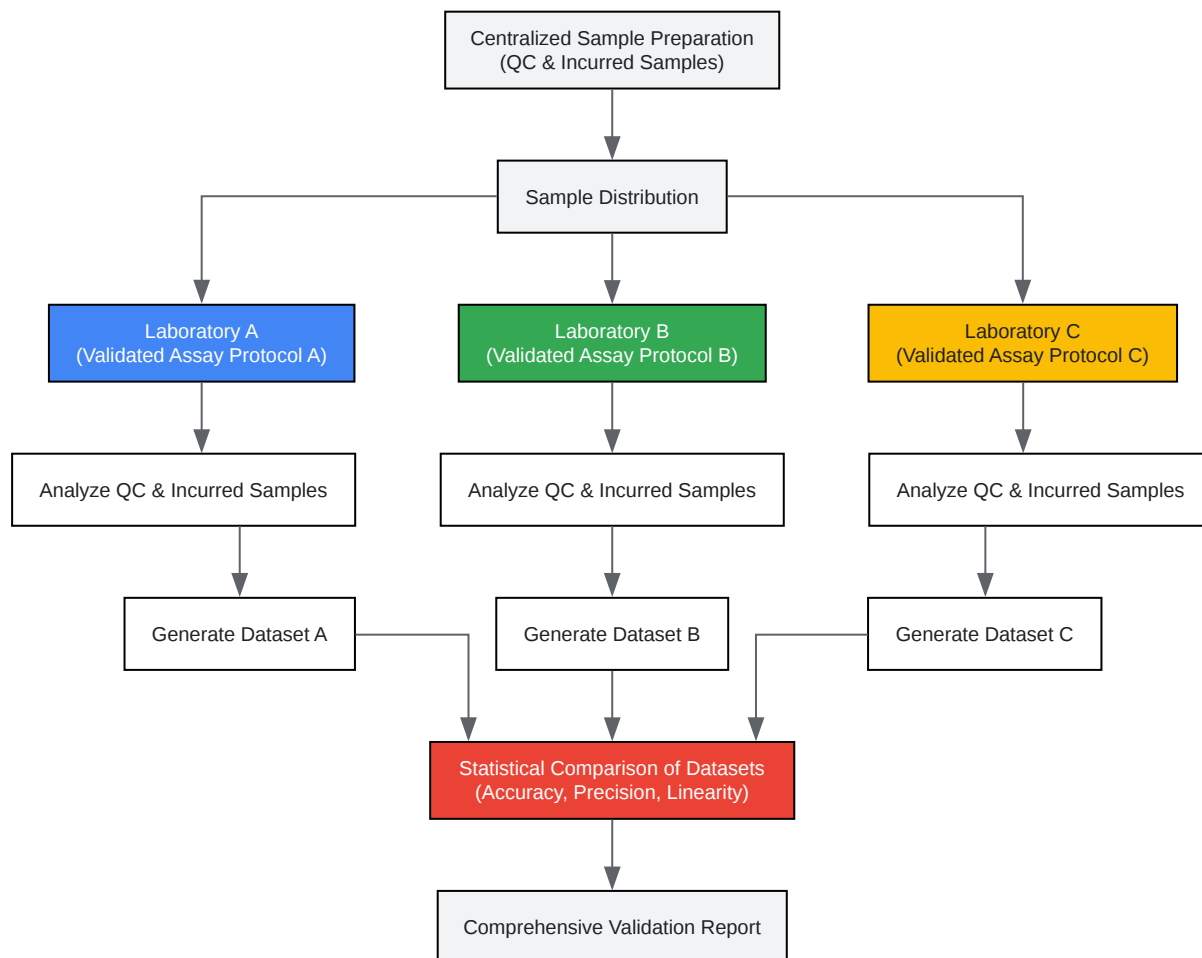 Centralized Sample Preparation
(QC & Incurred Samples)
Sample Distribution
Laboratory A
(Validated Assay Protocol A)
Laboratory B
(Validated Assay Protocol B)
Laboratory C
(Validated Assay Protocol C)
Analyze QC & Incurred Samples
Analyze QC & Incurred Samples
Analyze QC & Incurred Samples
Generate Dataset A
Generate Dataset B
Generate Dataset C
Statistical Comparison of Datasets
(Accuracy, Precision, Linearity)
Comprehensive Validation Report